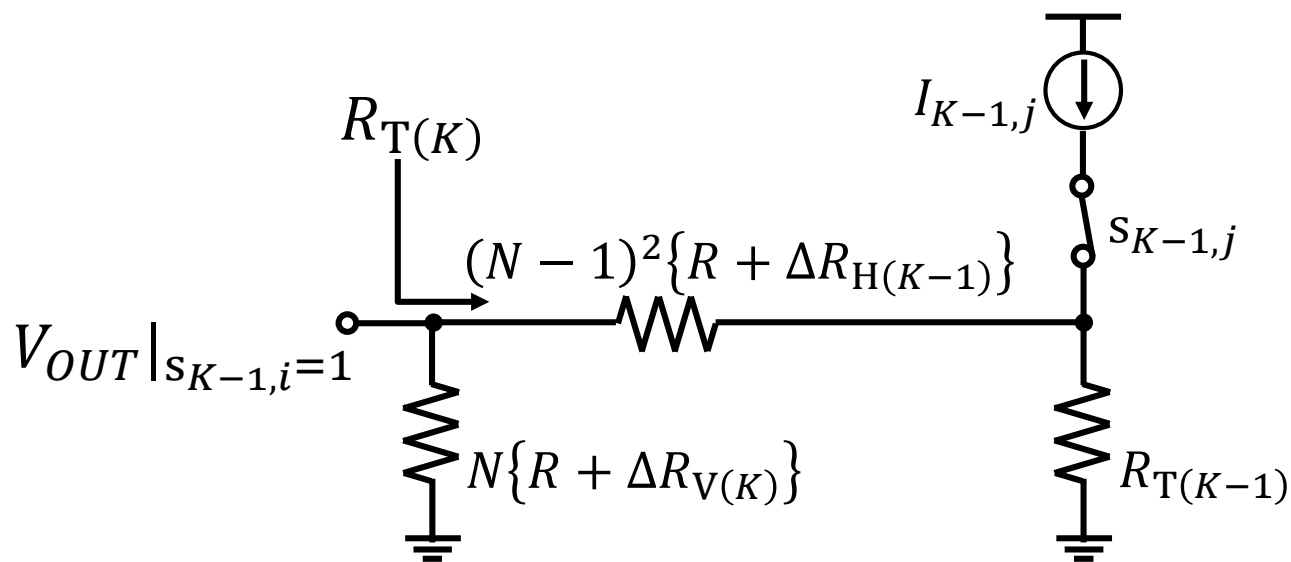 I_{K−1,j}
R_{T(K)}
s_{K−1,j}
(N − 1)²{R + ΔR_{H(K−1)}}
V_{OUT}|_{s_{K−1,i}=1}
N{R + ΔR_{V(K)}}
R_{T(K−1)}